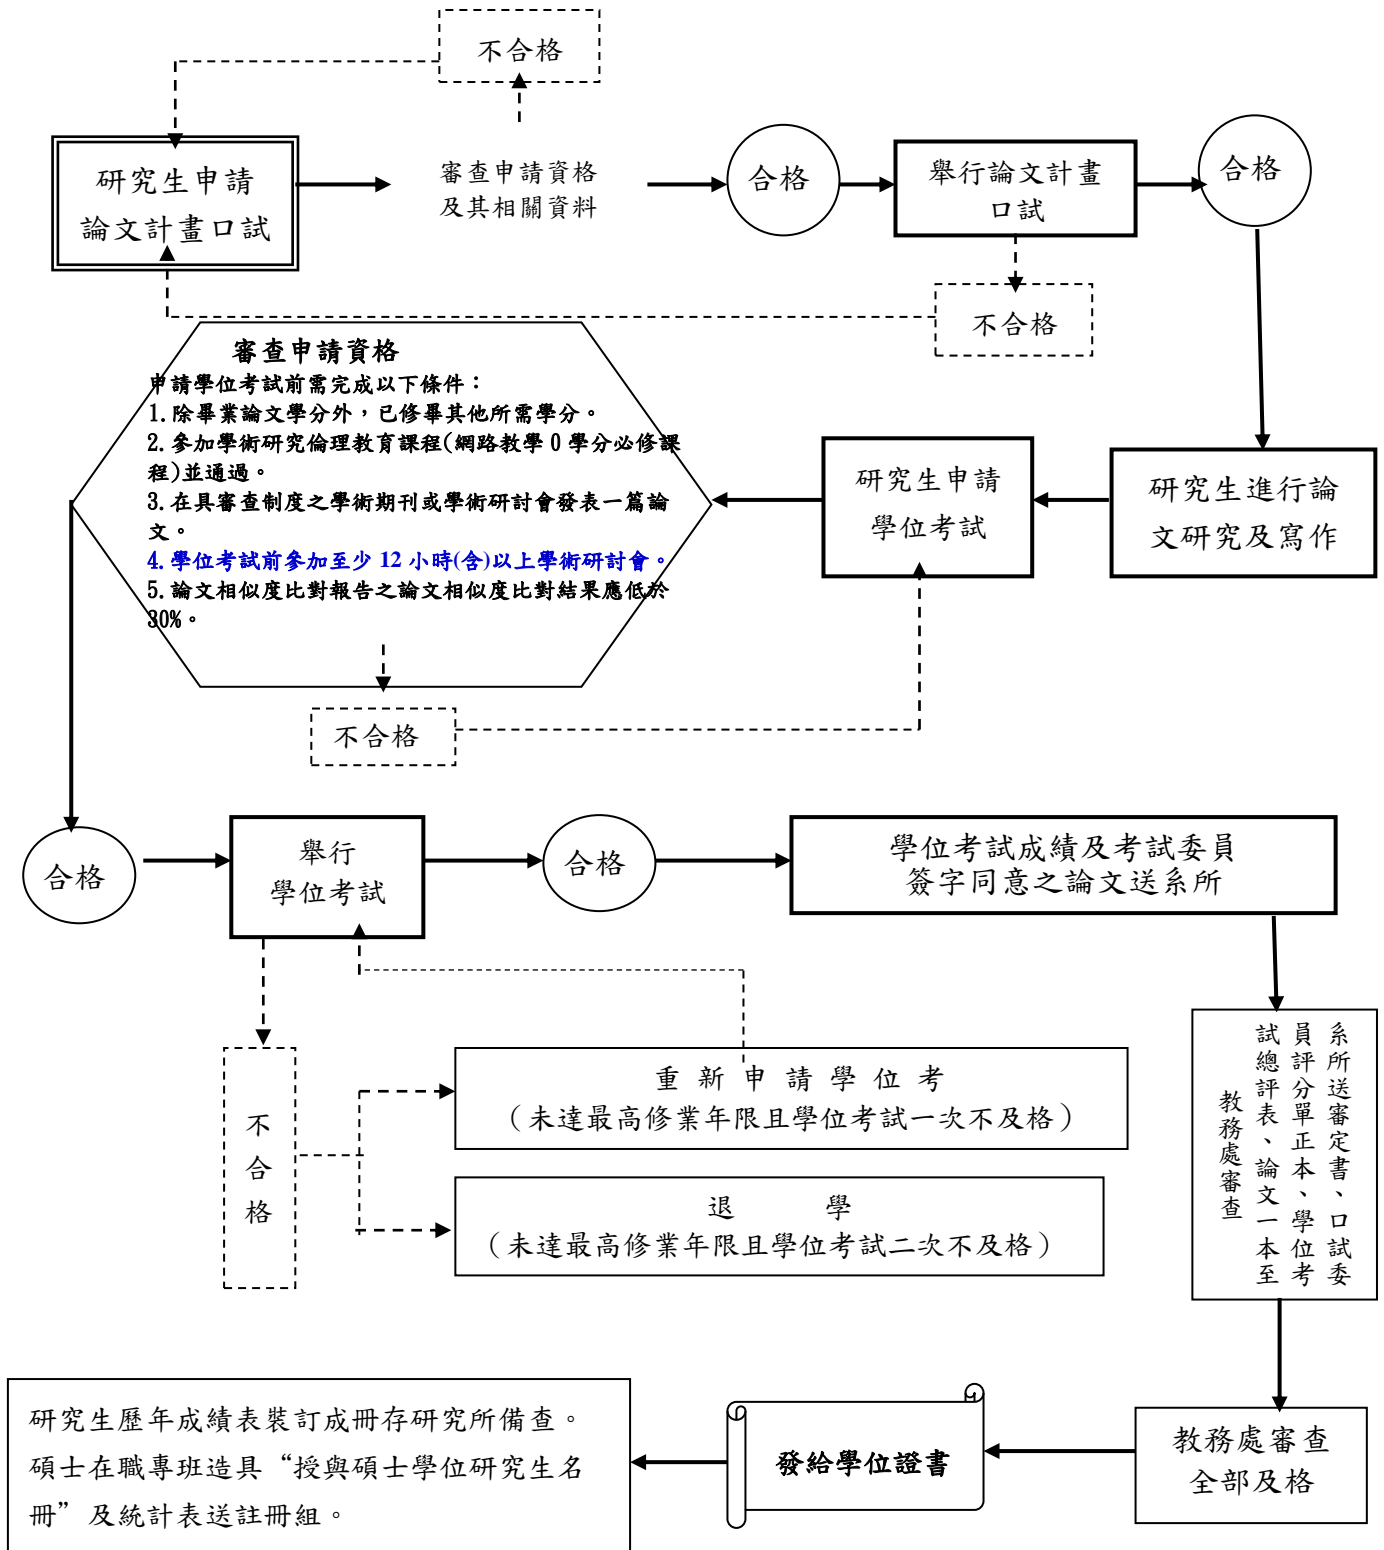 不合格
研究生申請
論文計畫口試
審查申請資格
及其相關資料
合格
舉行論文計畫
口試
合格
不合格
審查申請資格
申請學位考試前需完成以下條件：
1.除畢業論文學分外，已修畢其他所需學分。
2.參加學術研究倫理教育課程(網路教學0學分必修課
程)並通過。
3.在具審查制度之學術期刊或學術研討會發表一篇論
文。
4.學位考試前參加至少12小時(含)以上學術研討會。
5.論文相似度比對報告之論文相似度比對結果應低於
30%。
研究生申請
學位考試
研究生進行論
文研究及寫作
不合格
合格
舉行
學位考試
合格
學位考試成績及考試委員
簽字同意之論文送系所
不合格
重新申請學位考
（未達最高修業年限且學位考試一次不及格）
退　學
（未達最高修業年限且學位考試二次不及格）
系所送審定書、口試委
員評分單正本、學位考
試總評表、論文一本至
教務處審查
研究生歷年成績表裝訂成冊存研究所備查。
碩士在職專班造具“授與碩士學位研究生名
冊”及統計表送註冊組。
發給學位證書
教務處審查
全部及格